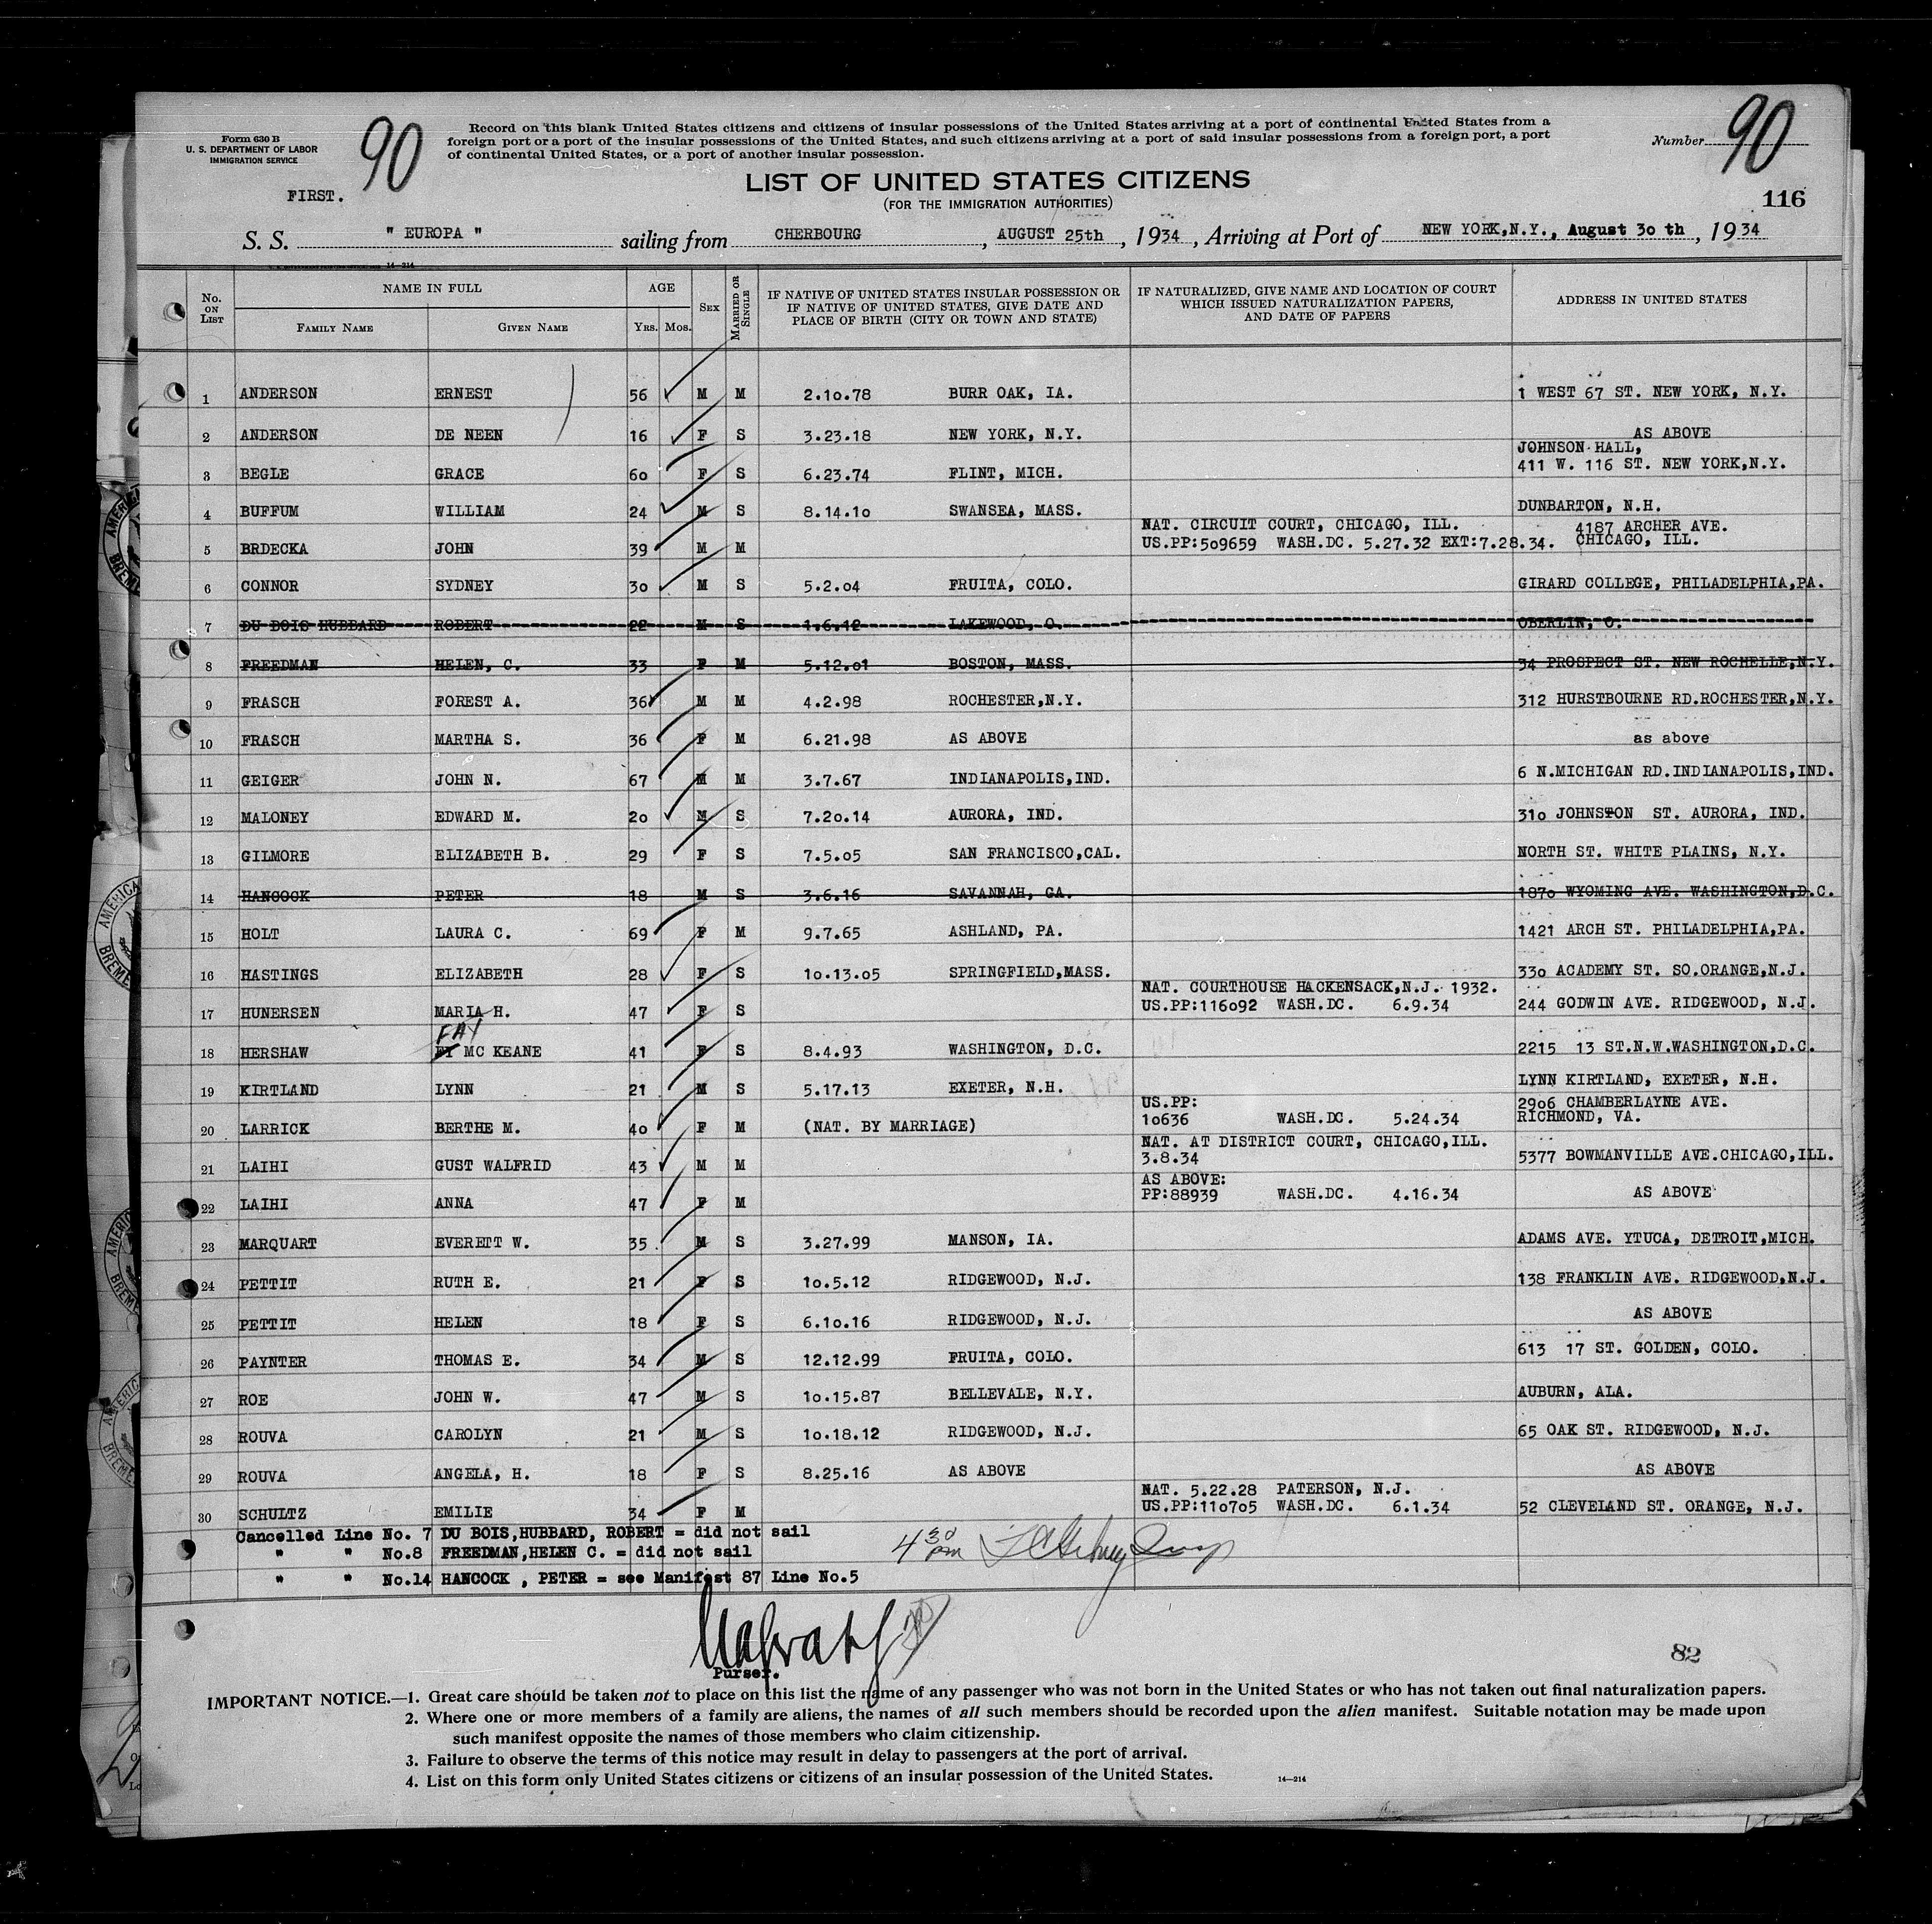 Form 630 B
U. S. DEPARTMENT OF LABOR
IMMIGRATION SERVICE
90
Record on this blank United States citizens and citizens of insular possessions of the United States arriving at a port of continental United States from a
foreign port or a port of the insular possessions of the United States, and such citizens arriving at a port of said insular possessions from a foreign port, a port
of continental United States, or a port of another insular possession.
Number 90
FIRST.
LIST OF UNITED STATES CITIZENS
(FOR THE IMMIGRATION AUTHORITIES)
116
S. S. " EUROPA " sailing from CHERBOURG, AUGUST 25th, 1934, Arriving at Port of NEW YORK,N.Y., August 30 th, 1934
14—214
No. ON LIST NAME IN FULL AGE SEX MARRIED OR SINGLE IF NATIVE OF UNITED STATES INSULAR POSSESSION OR IF NATIVE OF UNITED STATES, GIVE DATE AND PLACE OF BIRTH (CITY OR TOWN AND STATE) IF NATURALIZED, GIVE NAME AND LOCATION OF COURT WHICH ISSUED NATURALIZATION PAPERS, AND DATE OF PAPERS ADDRESS IN UNITED STATES
FAMILY NAME GIVEN NAME YRS. MOS.
1 ANDERSON ERNEST 56 M M 2.10.78 BURR OAK, IA. 1 WEST 67 ST. NEW YORK, N.Y.
2 ANDERSON DE NEEN 16 F S 3.23.18 NEW YORK, N.Y. AS ABOVE
JOHNSON HALL,
3 BEGLE GRACE 60 F S 6.23.74 FLINT, MICH. 411 W. 116 ST. NEW YORK,N.Y.
4 BUFFUM WILLIAM 24 M S 8.14.10 SWANSEA, MASS. DUNBARTON, N.H.
NAT. CIRCUIT COURT, CHICAGO, ILL. 4187 ARCHER AVE.
5 BRDECKA JOHN 39 M M US.PP:509659 WASH.DC. 5.27.32 EXT:7.28.34. CHICAGO, ILL.
6 CONNOR SYDNEY 30 M S 5.2.04 FRUITA, COLO. GIRARD COLLEGE, PHILADELPHIA,PA.
7 DU BOIS HUBBARD ROBERT 22 M S 1.6.12 LAKEWOOD, O. OBERLIN, O.
8 FREEDMAN HELEN, C. 33 F M 5.12.01 BOSTON, MASS. 34 PROSPECT ST. NEW ROCHELLE,N.Y.
9 FRASCH FOREST A. 36 M M 4.2.98 ROCHESTER,N.Y. 312 HURSTBOURNE RD.ROCHESTER,N.Y.
10 FRASCH MARTHA S. 36 F M 6.21.98 AS ABOVE as above
11 GEIGER JOHN N. 67 M M 3.7.67 INDIANAPOLIS,IND. 6 N.MICHIGAN RD.INDIANAPOLIS,IND.
12 MALONEY EDWARD M. 20 M S 7.20.14 AURORA, IND. 310 JOHNSTON ST. AURORA, IND.
13 GILMORE ELIZABETH B. 29 F S 7.5.05 SAN FRANCISCO,CAL. NORTH ST. WHITE PLAINS, N.Y.
14 HANCOCK PETER 18 M S 3.6.16 SAVANNAH, GA. 1870 WYOMING AVE. WASHINGTON,D.C.
15 HOLT LAURA C. 69 F M 9.7.65 ASHLAND, PA. 1421 ARCH ST. PHILADELPHIA,PA.
16 HASTINGS ELIZABETH 28 F S 10.13.05 SPRINGFIELD,MASS. 330 ACADEMY ST. SO.ORANGE,N.J.
NAT. COURTHOUSE HACKENSACK,N.J. 1932.
17 HUNERSEN MARIA H. 47 F S US.PP:116092 WASH.DC. 6.9.34 244 GODWIN AVE. RIDGEWOOD, N.J.
FAY
18 HERSHAW MC KEANE 41 F S 8.4.93 WASHINGTON, D.C. 2215 13 ST.N.W.WASHINGTON,D.C.
19 KIRTLAND LYNN 21 M S 5.17.13 EXETER, N.H. LYNN KIRTLAND, EXETER, N.H.
US.PP: 2906 CHAMBERLAYNE AVE.
20 LARRICK BERTHE M. 40 F M (NAT. BY MARRIAGE) 10636 WASH.DC. 5.24.34 RICHMOND, VA.
NAT. AT DISTRICT COURT, CHICAGO,ILL.
21 LAIHI GUST WALFRID 43 M M 3.8.34 5377 BOWMANVILLE AVE.CHICAGO,ILL.
AS ABOVE:
22 LAIHI ANNA 47 F M PP:88939 WASH.DC. 4.16.34 AS ABOVE
23 MARQUART EVERETT W. 35 M S 3.27.99 MANSON, IA. ADAMS AVE. YTUCA, DETROIT,MICH.
24 PETTIT RUTH E. 21 F S 10.5.12 RIDGEWOOD, N.J. 138 FRANKLIN AVE. RIDGEWOOD,N.J.
25 PETTIT HELEN 18 F S 6.10.16 RIDGEWOOD, N.J. AS ABOVE
26 PAYNTER THOMAS E. 34 M S 12.12.99 FRUITA, COLO. 613 17 ST. GOLDEN, COLO.
27 ROE JOHN W. 47 M S 10.15.87 BELLEVALE, N.Y. AUBURN, ALA.
28 ROUVA CAROLYN 21 M S 10.18.12 RIDGEWOOD, N.J. 65 OAK ST. RIDGEWOOD, N.J.
29 ROUVA ANGELA, H. 18 F S 8.25.16 AS ABOVE AS ABOVE
NAT. 5.22.28 PATERSON, N.J.
30 SCHULTZ EMILIE 34 F M US.PP:110705 WASH.DC. 6.1.34 52 CLEVELAND ST. ORANGE, N.J.
Cancelled Line No. 7 DU BOIS,HUBBARD, ROBERT = did not sail
" " No.8 FREEDMAN,HELEN C. = did not sail
4 30 pm
" " No.14 HANCOCK , PETER = see Manifest 87 Line No.5
Purser.
82
IMPORTANT NOTICE.—1. Great care should be taken not to place on this list the name of any passenger who was not born in the United States or who has not taken out final naturalization papers.
2. Where one or more members of a family are aliens, the names of all such members should be recorded upon the alien manifest. Suitable notation may be made upon
such manifest opposite the names of those members who claim citizenship.
3. Failure to observe the terms of this notice may result in delay to passengers at the port of arrival.
4. List on this form only United States citizens or citizens of an insular possession of the United States.
14—214